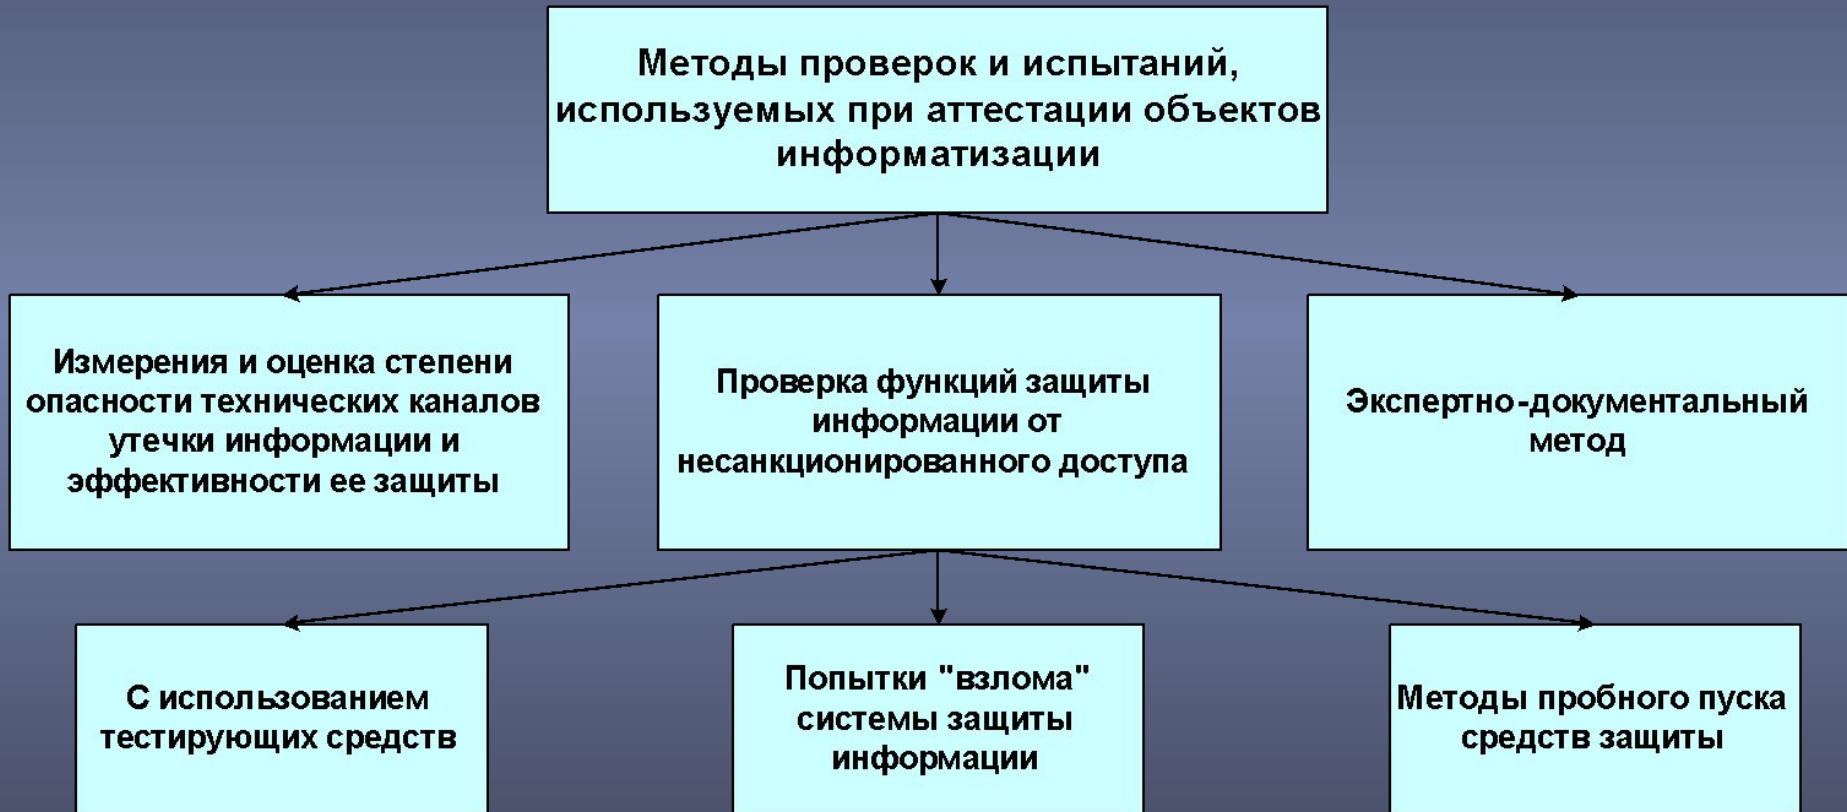 Методы проверок и испытаний,
используемых при аттестации объектов
информатизации
Измерения и оценка степени
опасности технических каналов
утечки информации и
эффективности ее защиты
Проверка функций защиты
информации от
несанкционированного доступа
Экспертно-документальный
метод
С использованием
тестирующих средств
Попытки "взлома"
системы защиты
информации
Методы пробного пуска
средств защиты